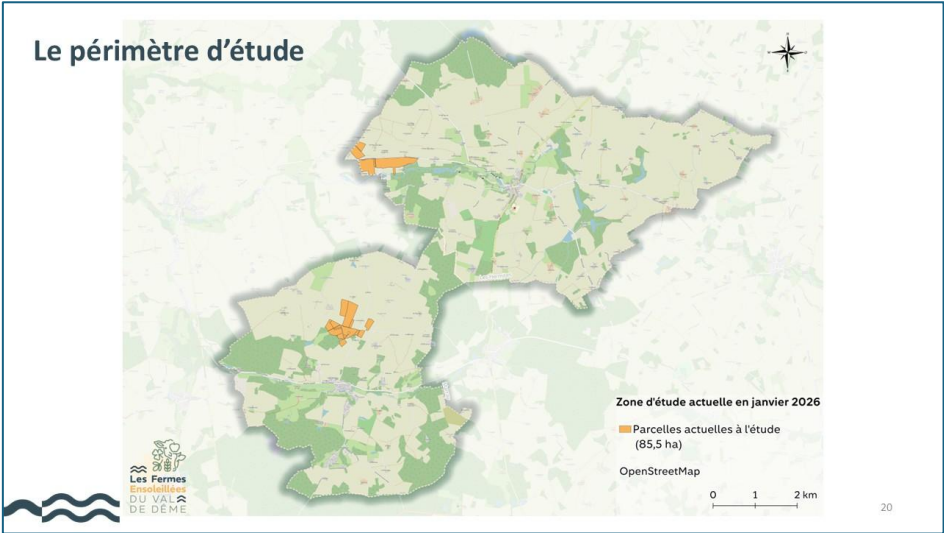 Le périmètre d’étude
Zone d'étude actuelle en janvier 2026
Parcelles actuelles à l'étude
(85,5 ha)
OpenStreetMap
0 1 2 km
Les Fermes
Ensoleillées
DU VAL
DE DÊME
20